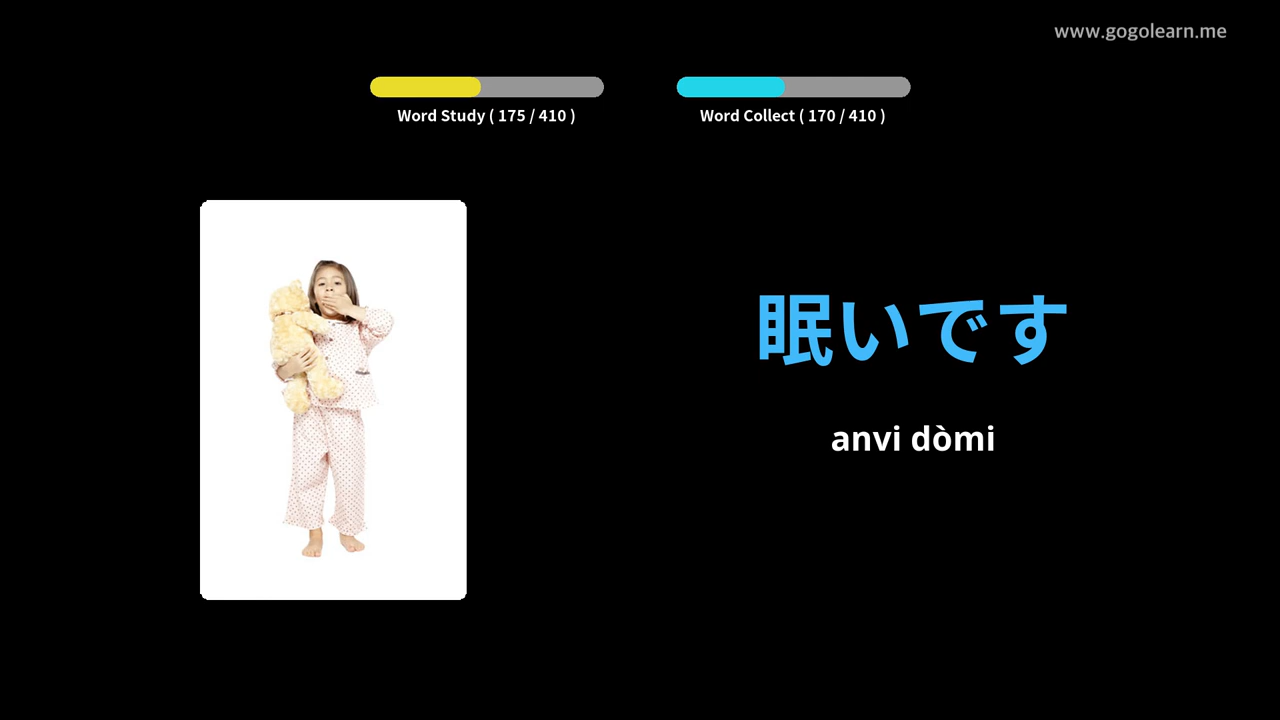 www.gogolearn.me
Word Study ( 175 / 410 )
Word Collect ( 170 / 410 )
眠いです
anvi dòmi